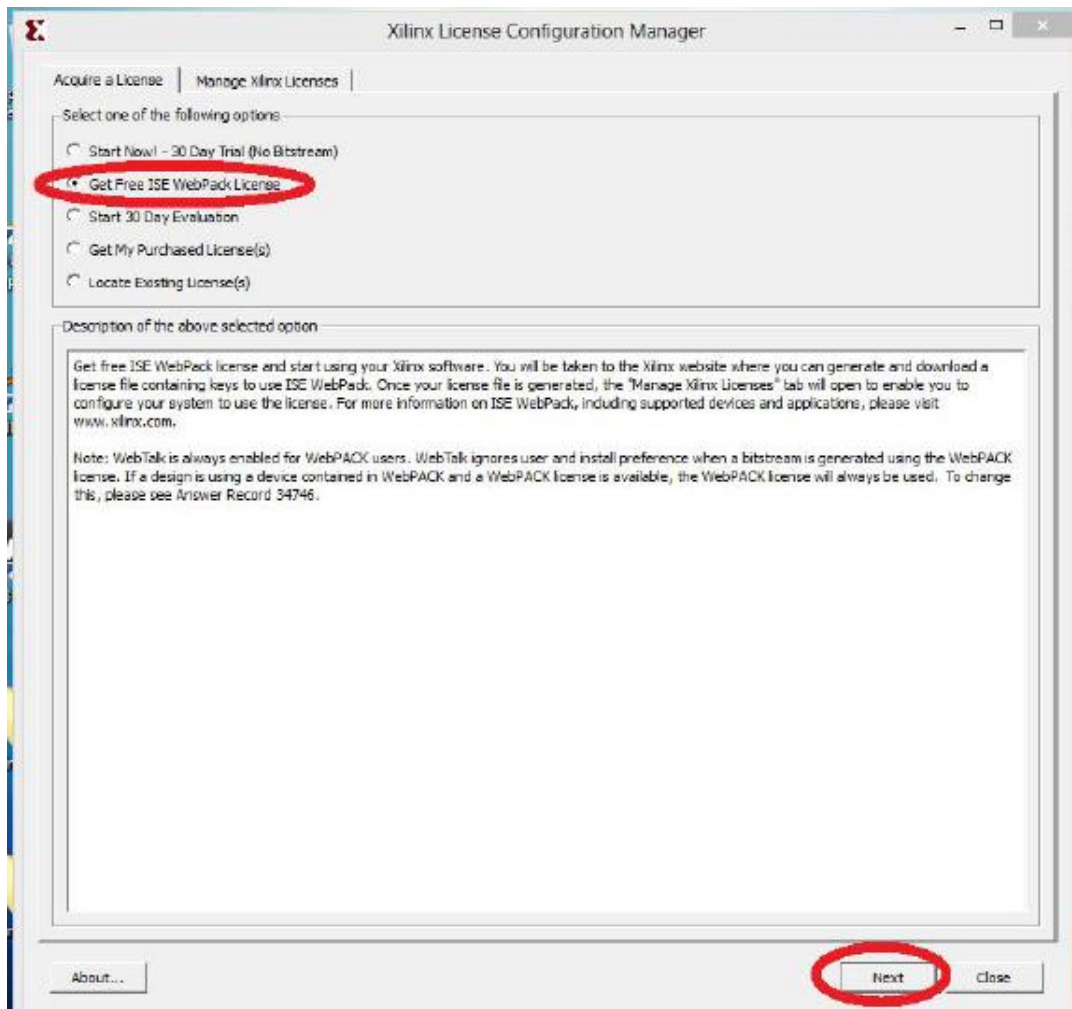 Xilinx License Configuration Manager
Acquire a License
Manage Xilinx Licenses
Select one of the following options
Start Now! - 30 Day Trial (No Bitstream)
Get Free ISE WebPack License
Start 30 Day Evaluation
Get My Purchased License(s)
Locate Existing License(s)
Description of the above selected option
Get free ISE WebPack license and start using your Xilinx software. You will be taken to the Xilinx website where you can generate and download a
license file containing keys to use ISE WebPack. Once your license file is generated, the "Manage Xilinx Licenses" tab will open to enable you to
configure your system to use the license. For more information on ISE WebPack, including supported devices and applications, please visit
www.xilinx.com.
Note: WebTalk is always enabled for WebPACK users. WebTalk ignores user and install preference when a bitstream is generated using the WebPACK
license. If a design is using a device contained in WebPACK and a WebPACK license is available, the WebPACK license will always be used. To change
this, please see Answer Record 34746.
About...
Next
Close